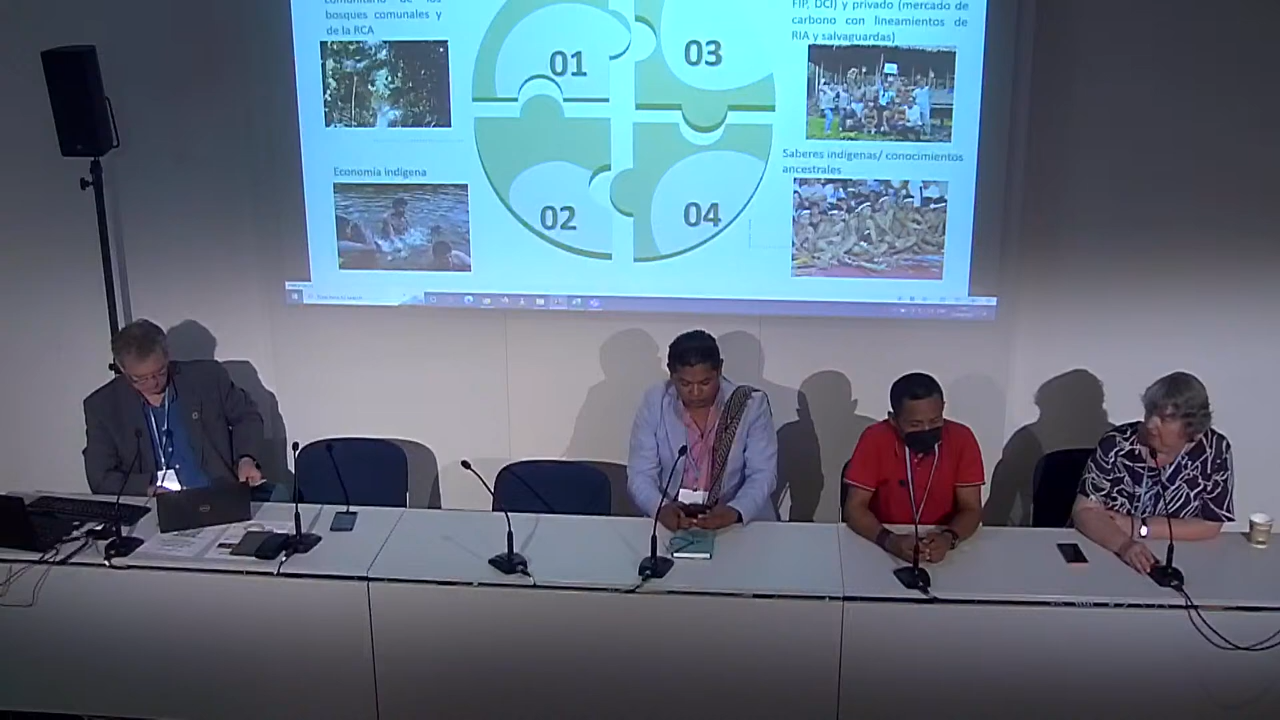 comunitario de los
bosques comunales y
de la RCA
FIP, DCI) y privado (mercado de
carbono con lineamientos de
RIA y salvaguardas)
01
03
Economía indígena
Saberes indígenas/ conocimientos
ancestrales
02
04